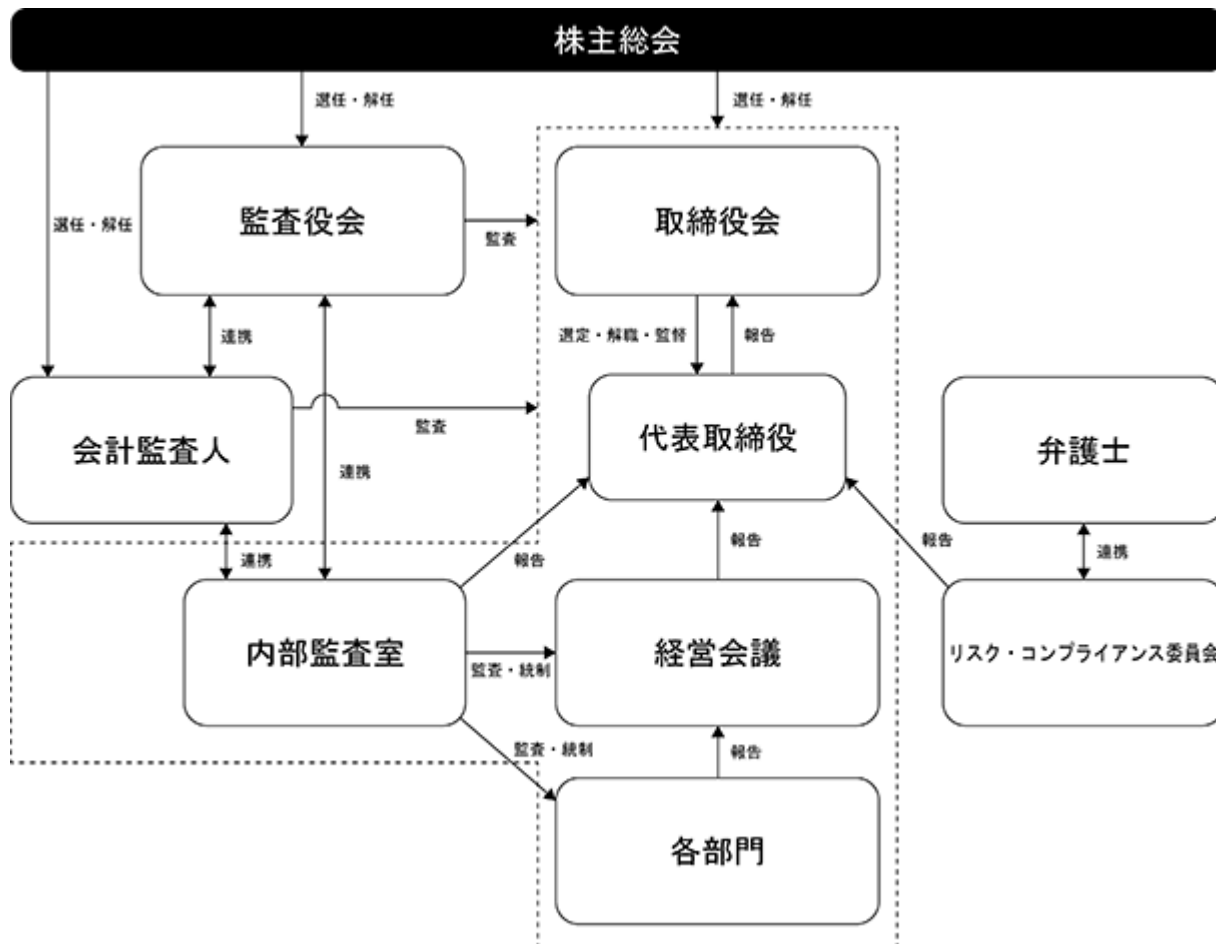 株主総会
選任・解任
選任・解任
選任・解任
監査役会
監査
取締役会
連携
選定・解職・監督
報告
会計監査人
監査
代表取締役
弁護士
連携
連携
報告
報告
報告
連携
内部監査室
監査・統制
経営会議
リスク・コンプライアンス委員会
監査・統制
報告
各部門